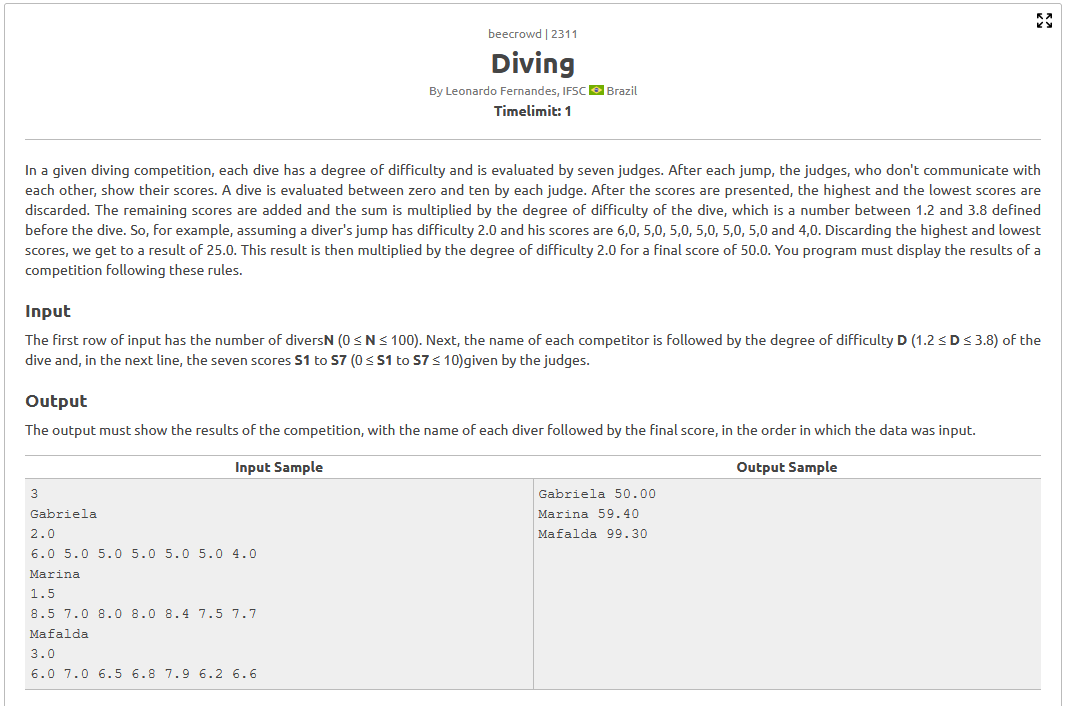 beecrowd | 2311
Diving
By Leonardo Fernandes, IFSC Brazil
Timelimit: 1
In a given diving competition, each dive has a degree of difficulty and is evaluated by seven judges. After each jump, the judges, who don't communicate with
each other, show their scores. A dive is evaluated between zero and ten by each judge. After the scores are presented, the highest and the lowest scores are
discarded. The remaining scores are added and the sum is multiplied by the degree of difficulty of the dive, which is a number between 1.2 and 3.8 defined
before the dive. So, for example, assuming a diver's jump has difficulty 2.0 and his scores are 6,0, 5,0, 5,0, 5,0, 5,0, 5,0 and 4,0. Discarding the highest and lowest
scores, we get to a result of 25.0. This result is then multiplied by the degree of difficulty 2.0 for a final score of 50.0. You program must display the results of a
competition following these rules.
Input
The first row of input has the number of diversN (0 ≤ N ≤ 100). Next, the name of each competitor is followed by the degree of difficulty D (1.2 ≤ D ≤ 3.8) of the
dive and, in the next line, the seven scores S1 to S7 (0 ≤ S1 to S7 ≤ 10)given by the judges.
Output
The output must show the results of the competition, with the name of each diver followed by the final score, in the order in which the data was input.
Input Sample
3
Gabriela
2.0
6.0 5.0 5.0 5.0 5.0 5.0 4.0
Marina
1.5
8.5 7.0 8.0 8.0 8.4 7.5 7.7
Mafalda
3.0
6.0 7.0 6.5 6.8 7.9 6.2 6.6
Output Sample
Gabriela 50.00
Marina 59.40
Mafalda 99.30